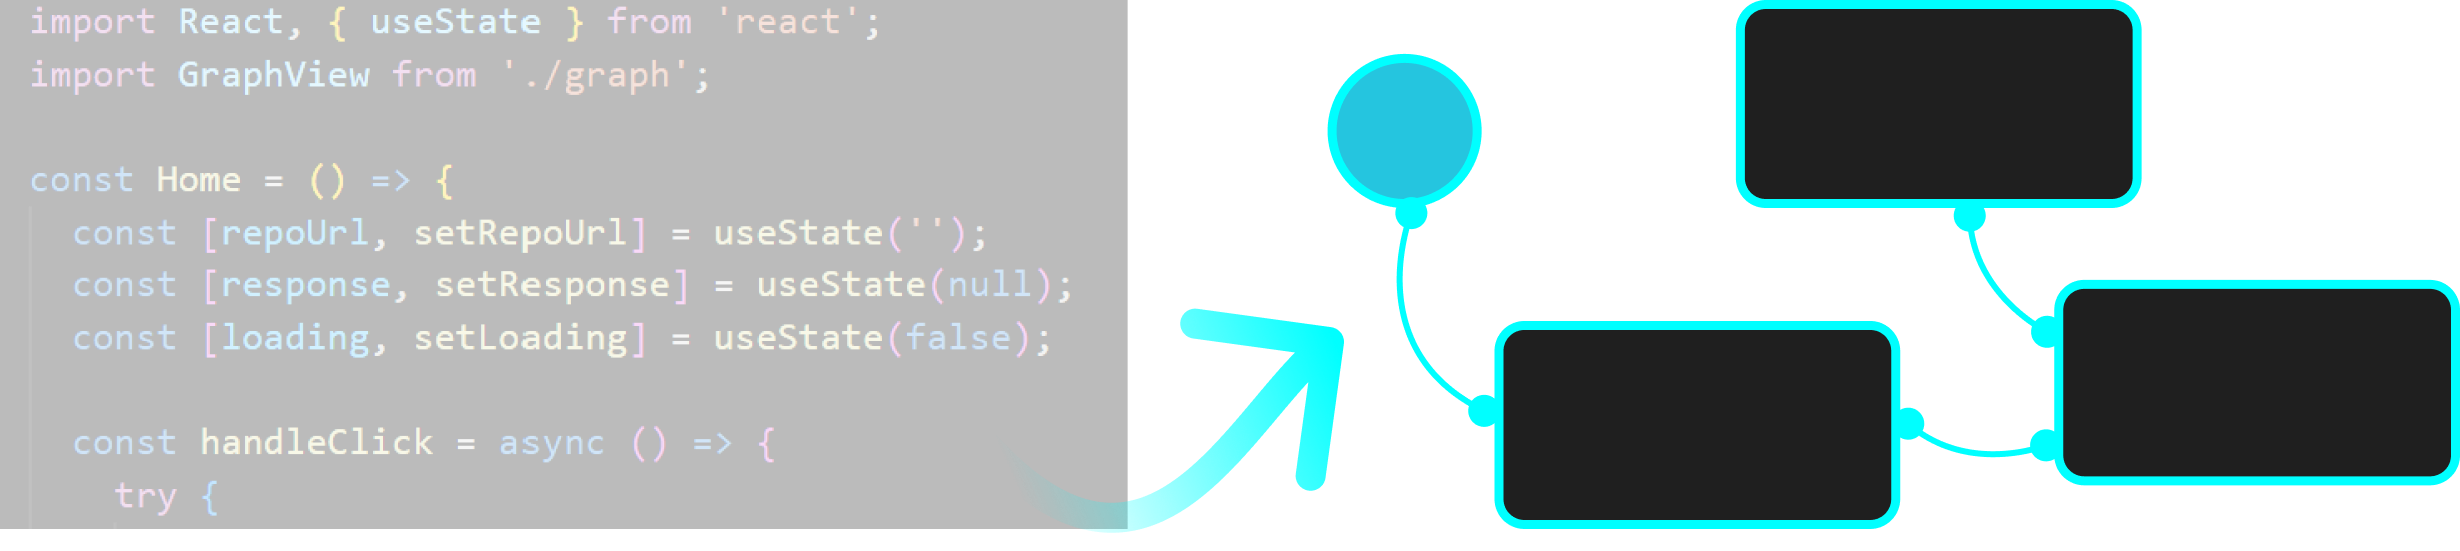 import React, { useState } from 'react';
import GraphView from './graph';
const Home = () => {
const [repoUrl, setRepoUrl] = useState('');
const [response, setResponse] = useState(null);
const [loading, setLoading] = useState(false);
const handleClick = async () => {
try {